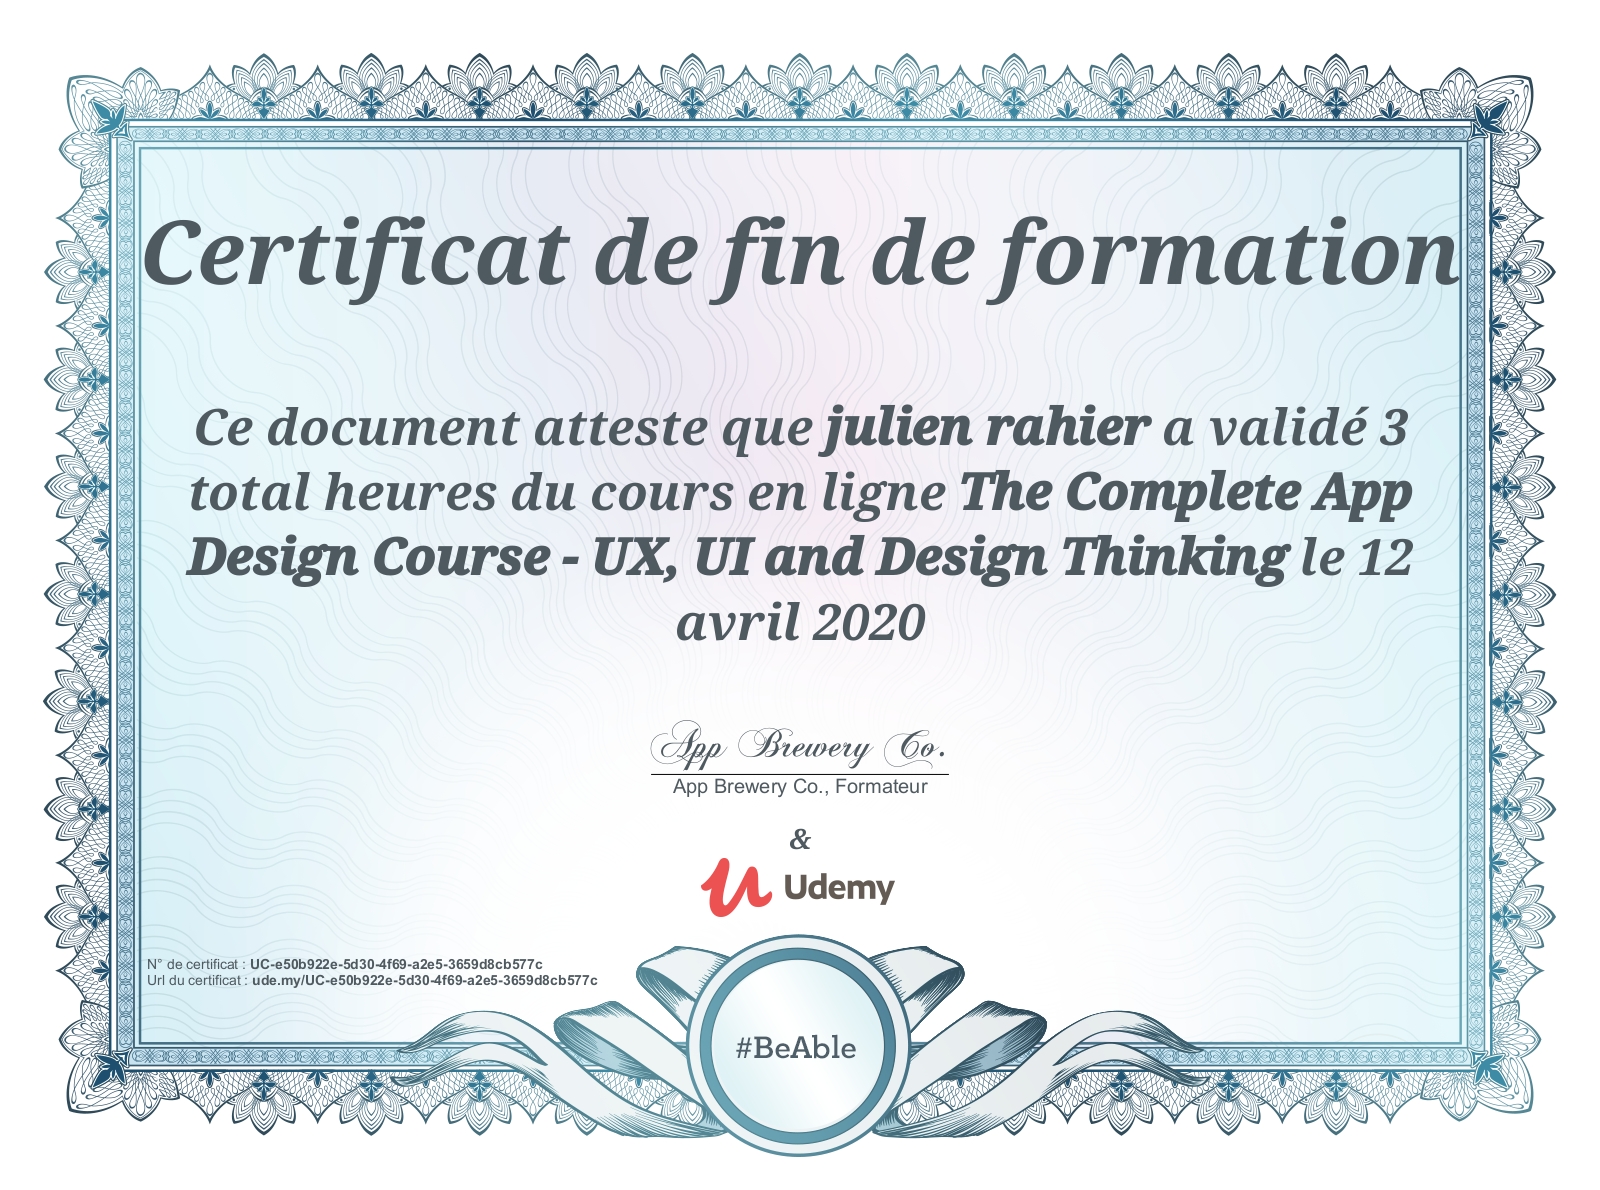 Certificat de fin de formation
Ce document atteste que julien rahier a validé 3
total heures du cours en ligne The Complete App
Design Course - UX, UI and Design Thinking le 12
avril 2020
App Brewery Co.
App Brewery Co., Formateur
&
Udemy
N° de certificat : UC-e50b922e-5d30-4f69-a2e5-3659d8cb577c
Url du certificat : ude.my/UC-e50b922e-5d30-4f69-a2e5-3659d8cb577c
#BeAble